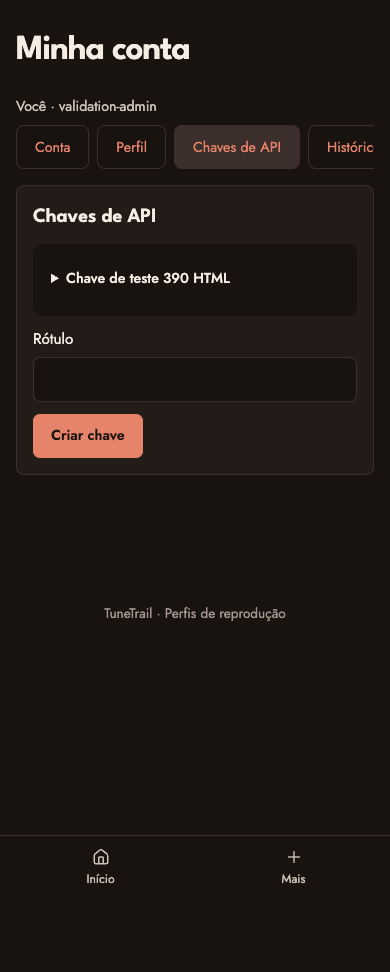 Minha conta
Você · validation-admin
Conta
Perfil
Chaves de API
Históric
Chaves de API
Chave de teste 390 HTML
Rótulo
Criar chave
TuneTrail · Perfis de reprodução
Início
Mais